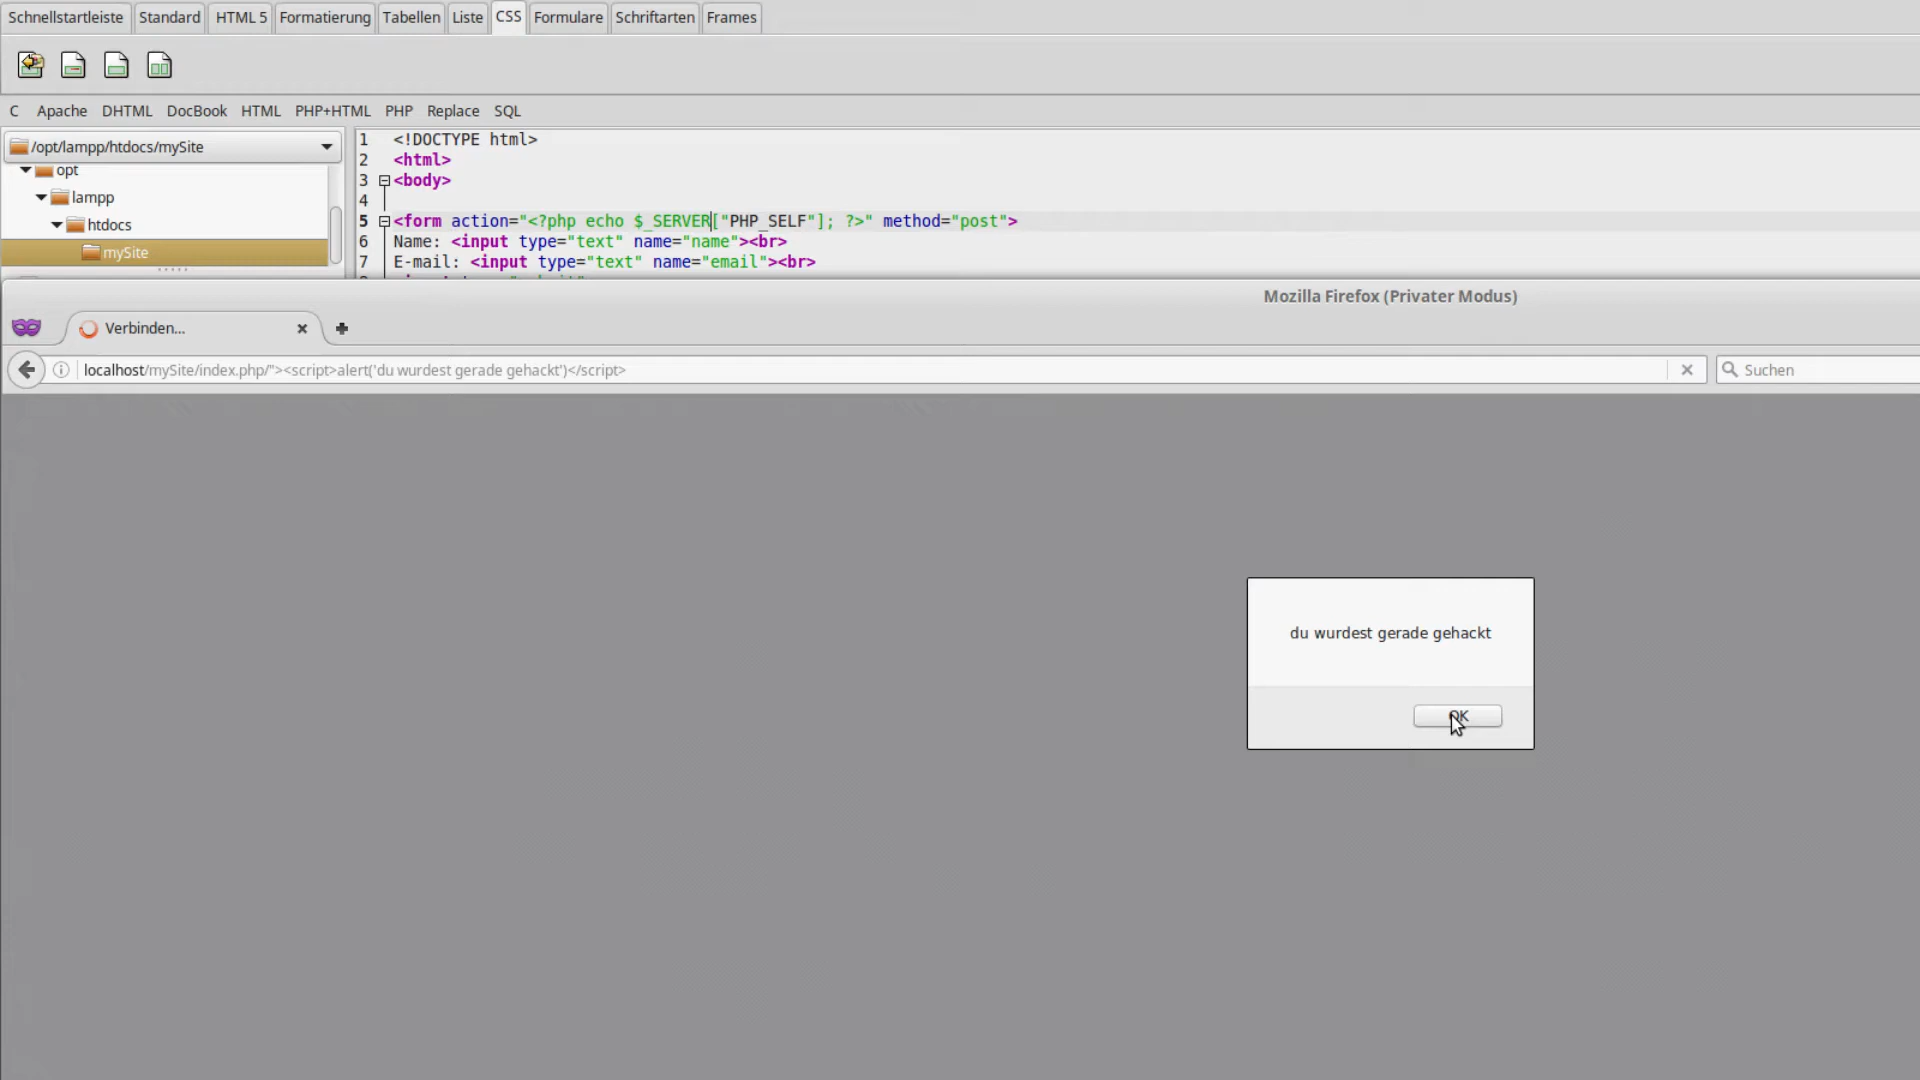 Schnellstartleiste Standard HTML 5 Formatierung Tabellen Liste CSS Formulare Schriftarten Frames
C Apache DHTML DocBook HTML PHP+HTML PHP Replace SQL
/opt/lampp/htdocs/mySite
opt
lampp
htdocs
mySite
1 <!DOCTYPE html>
2 <html>
3 <body>
4
5 <form action="<?php echo $_SERVER["PHP_SELF"]; ?>" method="post">
6 Name: <input type="text" name="name"><br>
7 E-mail: <input type="text" name="email"><br>
Mozilla Firefox (Privater Modus)
Verbinden...
localhost/mySite/index.php/"><script>alert('du wurdest gerade gehackt')</script>
Suchen
du wurdest gerade gehackt
OK